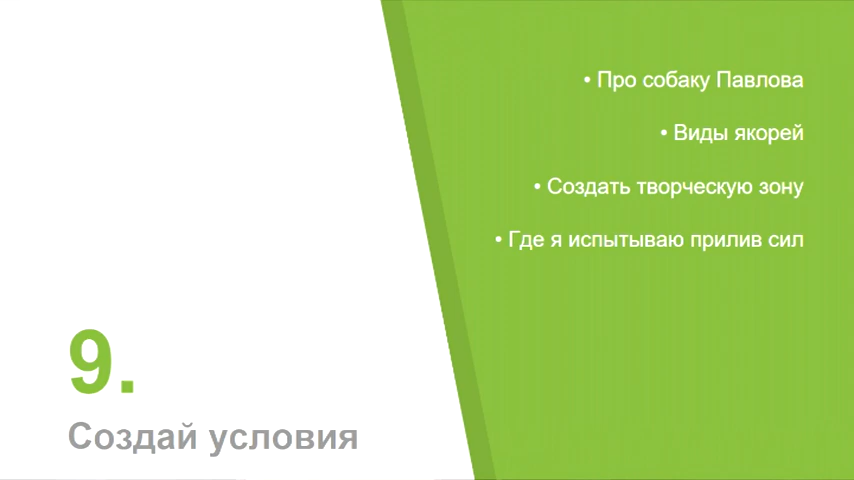 • Про собаку Павлова
• Виды якорей
• Создать творческую зону
• Где я испытываю прилив сил
9.
Создай условия